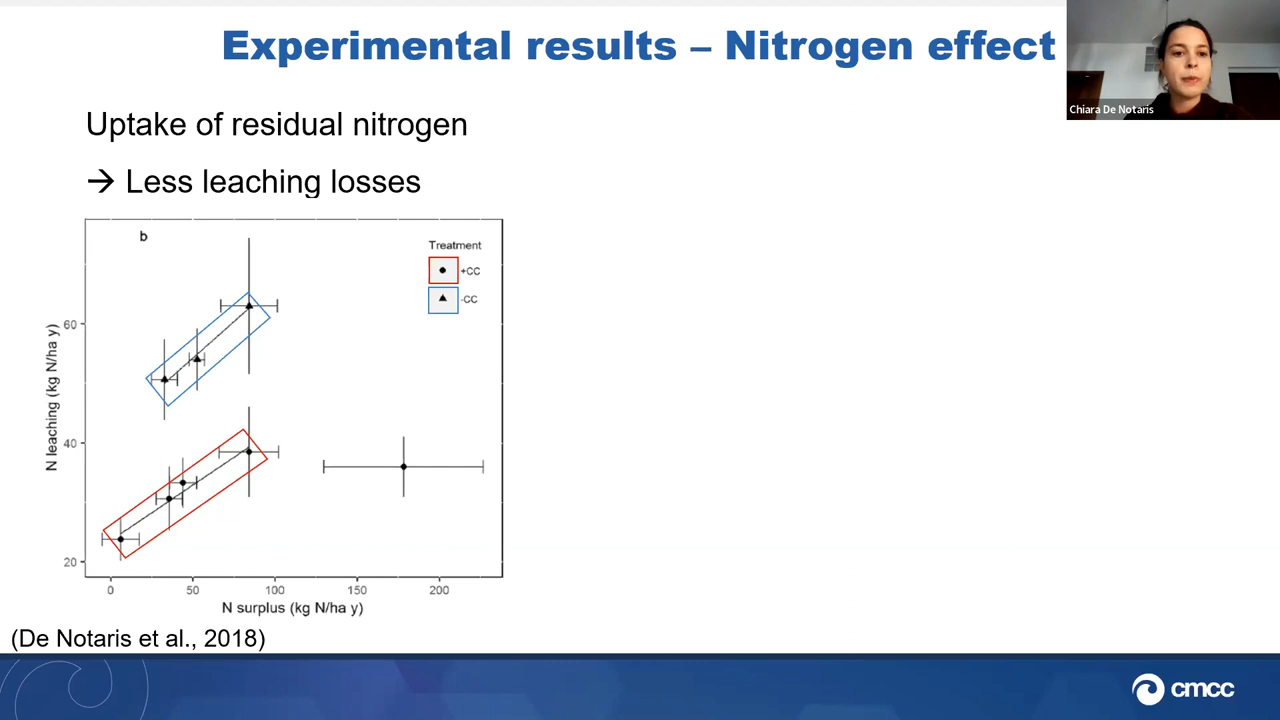 Experimental results – Nitrogen effect
Chiara De Notaris
Uptake of residual nitrogen
→ Less leaching losses
b
Treatment
+CC
-CC
N leaching (kg N/ha y)
60
40
20
0 50 100 150 200
N surplus (kg N/ha y)
(De Notaris et al., 2018)
cmcc